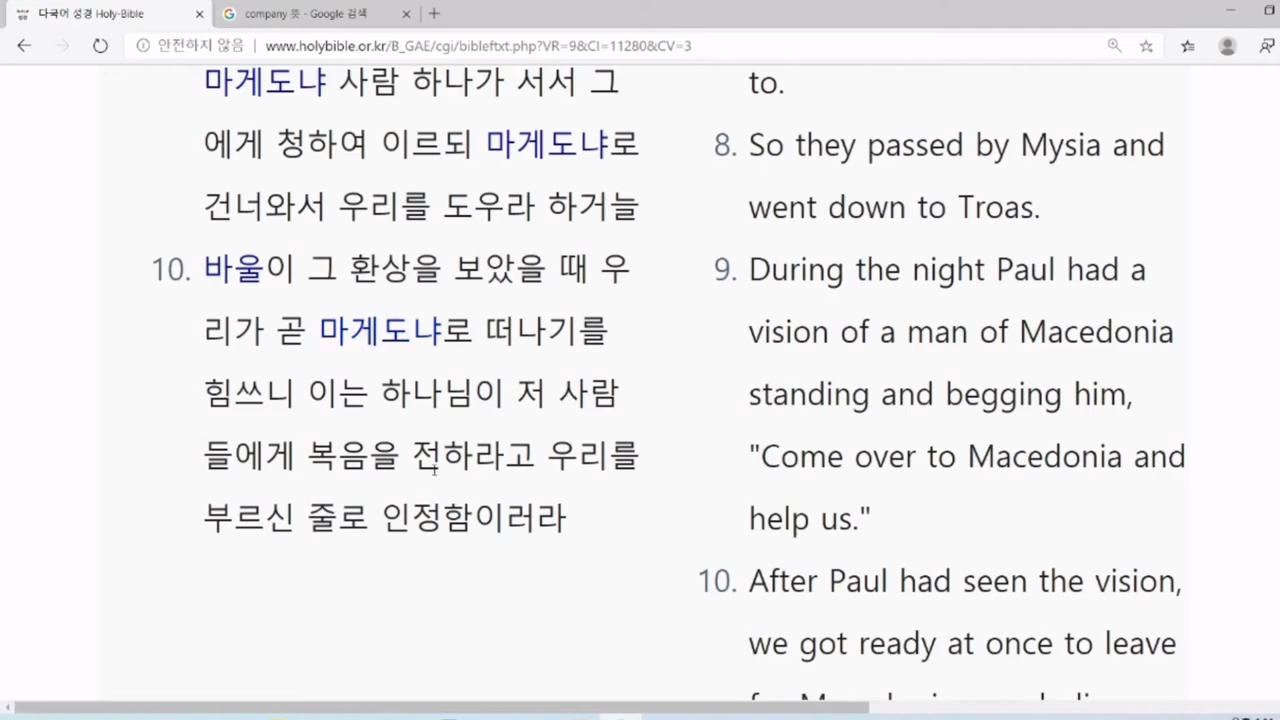 다국어 성경 Holy-Bible
company 뜻 - Google 검색
안전하지 않음 | www.holybible.or.kr/B_GAE/cgi/bibleftxt.php?VR=9&CI=11280&CV=3
마게도냐 사람 하나가 서서 그
에게 청하여 이르되 마게도냐로
건너와서 우리를 도우라 하거늘
10. 바울이 그 환상을 보았을 때 우
리가 곧 마게도냐로 떠나기를
힘쓰니 이는 하나님이 저 사람
들에게 복음을 전하라고 우리를
부르신 줄로 인정함이러라
to.
8. So they passed by Mysia and
went down to Troas.
9. During the night Paul had a
vision of a man of Macedonia
standing and begging him,
"Come over to Macedonia and
help us."
10. After Paul had seen the vision,
we got ready at once to leave